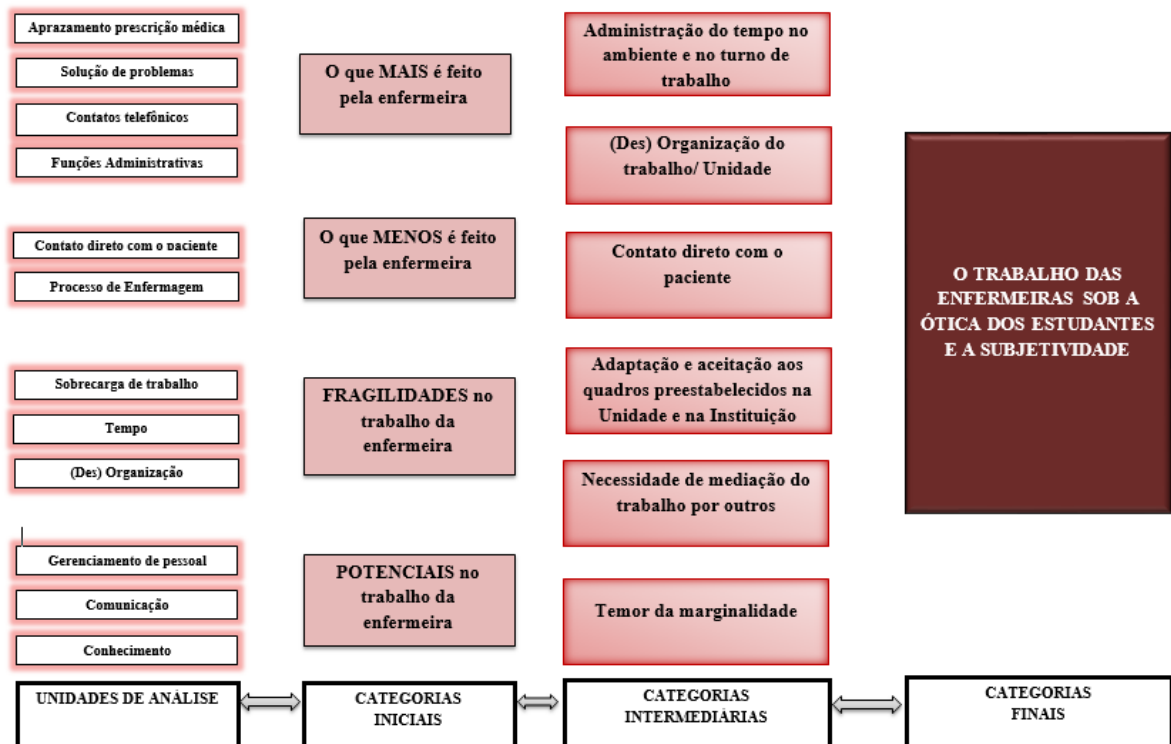 Aprazamento prescrição médica
Solução de problemas
Contatos telefônicos
Funções Administrativas
Contato direto com o paciente
Processo de Enfermagem
Sobrecarga de trabalho
Tempo
(Des) Organização
Gerenciamento de pessoal
Comunicação
Conhecimento
UNIDADES DE ANÁLISE
O que MAIS é feito
pela enfermeira
O que MENOS é feito
pela enfermeira
FRAGILIDADES no
trabalho da
enfermeira
POTENCIAIS no
trabalho da
enfermeira
CATEGORIAS
INICIAIS
Administração do tempo no
ambiente e no turno de
trabalho
(Des) Organização do
trabalho/ Unidade
Contato direto com o
paciente
Adaptação e aceitação aos
quadros preestabelecidos na
Unidade e na Instituição
Necessidade de mediação do
trabalho por outros
Temor da marginalidade
CATEGORIAS
INTERMEDIÁRIAS
O TRABALHO DAS
ENFERMEIRAS SOB A
ÓTICA DOS ESTUDANTES
E A SUBJETIVIDADE
CATEGORIAS
FINAIS